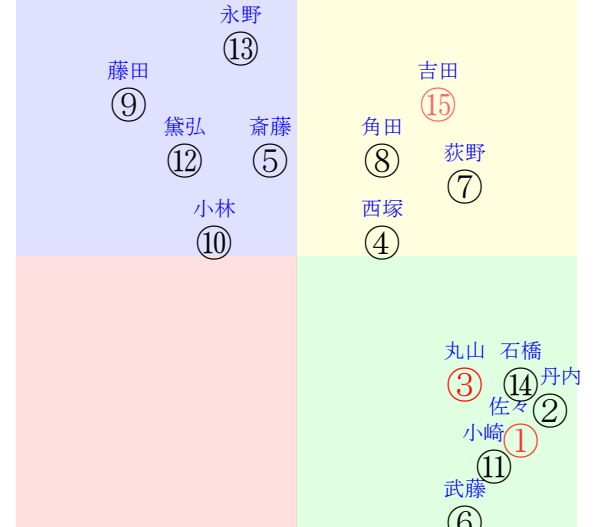 永野
⑬
藤田
⑨
吉田
⑮
黛弘
⑫
斎藤
⑤
角田
⑧
荻野
⑦
小林
⑩
西塚
④
丸山
③
石橋
⑭
丹内
②
佐々
①
小崎
⑪
武藤
⑥